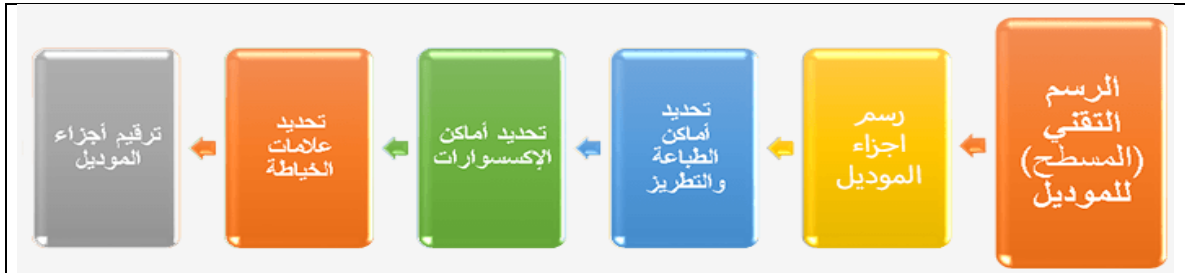 الرسم
التقني
(المسطح)
للموديل
رسم
اجزاء
الموديل
تحديد
أماكن
الطباعة
والتطريز
تحديد أماكن
الإكسسوارات
تحديد
علامات
الخياطة
ترقيم أجزاء
الموديل